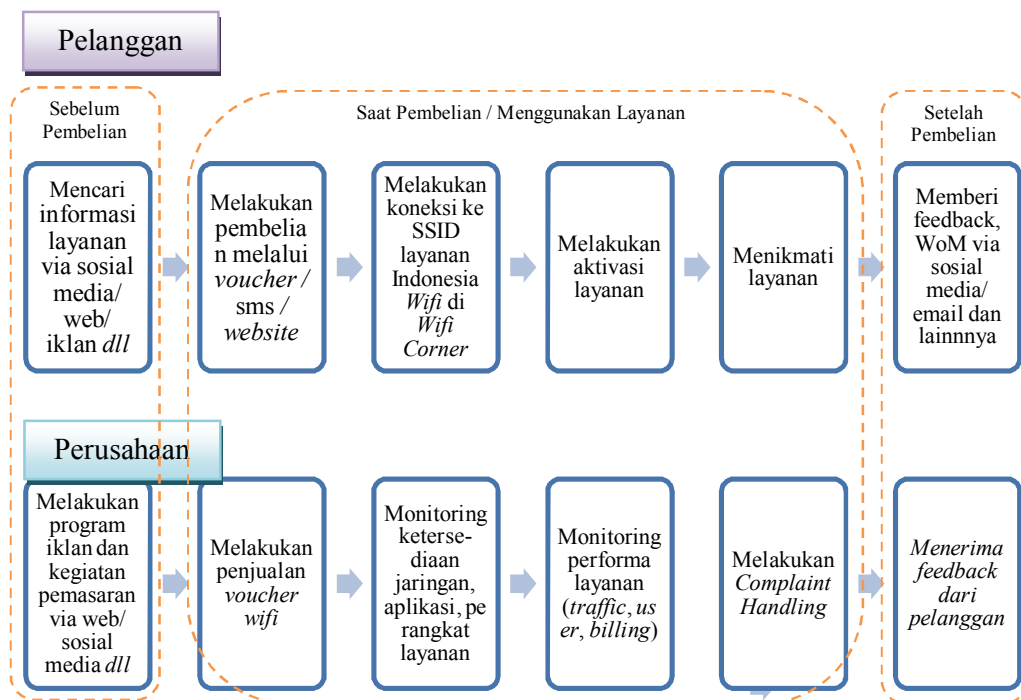 Pelanggan
Sebelum
Pembelian
Saat Pembelian / Menggunakan Layanan
Setelah
Pembelian
Mencari
informasi
layanan
via sosial
media/
web/
iklan dll
Melakukan
pembelia
n melalui
voucher /
sms /
website
Melakukan
koneksi ke
SSID
layanan
Indonesia
Wifi di
Wifi
Corner
Melakukan
aktivasi
layanan
Menikmati
layanan
Memberi
feedback,
WoM via
sosial
media/
email dan
lainnnya
Perusahaan
Melakukan
program
iklan dan
kegiatan
pemasaran
via web/
sosial
media dll
Melakukan
penjualan
voucher
wifi
Monitoring
keterse-
diaan
jaringan,
aplikasi, pe
rangkat
layanan
Monitoring
performa
layanan
(traffic, us
er, billing)
Melakukan
Complaint
Handling
Menerima
feedback
dari
pelanggan